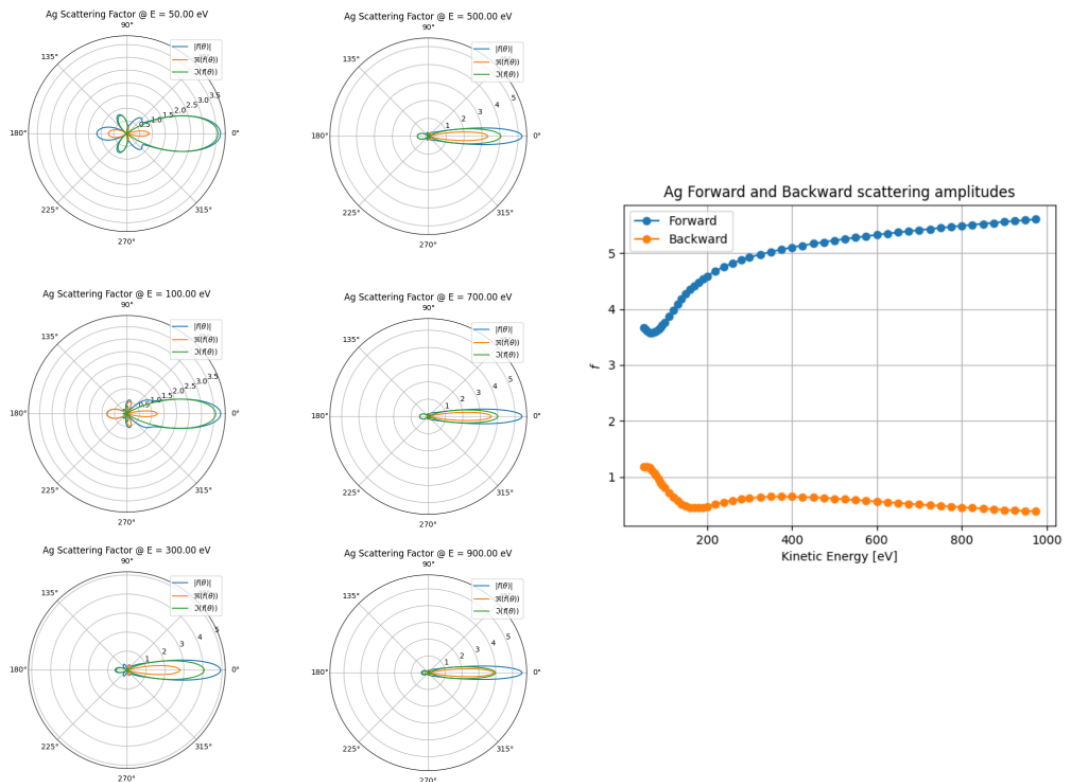 Ag Scattering Factor @ E = 50.00 eV
90°
135°
|f(θ)|
ℜ(f(θ))
ℑ(f(θ))
0.5 1.0 1.5 2.0 2.5 3.0 3.5
180°
0°
225°
315°
270°
Ag Scattering Factor @ E = 500.00 eV
90°
135°
|f(θ)|
ℜ(f(θ))
ℑ(f(θ))
1 2 3 4 5
180°
0°
225°
315°
270°
Ag Scattering Factor @ E = 100.00 eV
90°
135°
|f(θ)|
ℜ(f(θ))
ℑ(f(θ))
0.5 1.0 1.5 2.0 2.5 3.0 3.5
180°
0°
225°
315°
270°
Ag Scattering Factor @ E = 700.00 eV
90°
135°
|f(θ)|
ℜ(f(θ))
ℑ(f(θ))
1 2 3 4 5
180°
0°
225°
315°
270°
Ag Scattering Factor @ E = 300.00 eV
90°
135°
|f(θ)|
ℜ(f(θ))
ℑ(f(θ))
1 2 3 4 5
180°
0°
225°
315°
270°
Ag Scattering Factor @ E = 900.00 eV
90°
135°
|f(θ)|
ℜ(f(θ))
ℑ(f(θ))
1 2 3 4 5
180°
0°
225°
315°
270°
Ag Forward and Backward scattering amplitudes
Forward
Backward
5
4
3
2
1
f
200 400 600 800 1000
Kinetic Energy [eV]